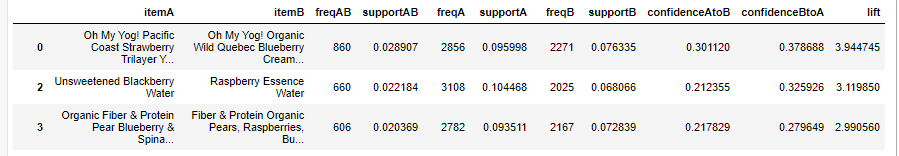 itemA itemB freqAB supportAB freqA supportA freqB supportB confidenceAtoB confidenceBtoA lift
0 Oh My Yog! Pacific Coast Strawberry Trilayer Y... Oh My Yog! Organic Wild Quebec Blueberry Cream... 860 0.028907 2856 0.095998 2271 0.076335 0.301120 0.378688 3.944745
2 Unsweetened Blackberry Water Raspberry Essence Water 660 0.022184 3108 0.104468 2025 0.068066 0.212355 0.325926 3.119850
3 Organic Fiber & Protein Pear Blueberry & Spina... Fiber & Protein Organic Pears, Raspberries, Bu... 606 0.020369 2782 0.093511 2167 0.072839 0.217829 0.279649 2.990560